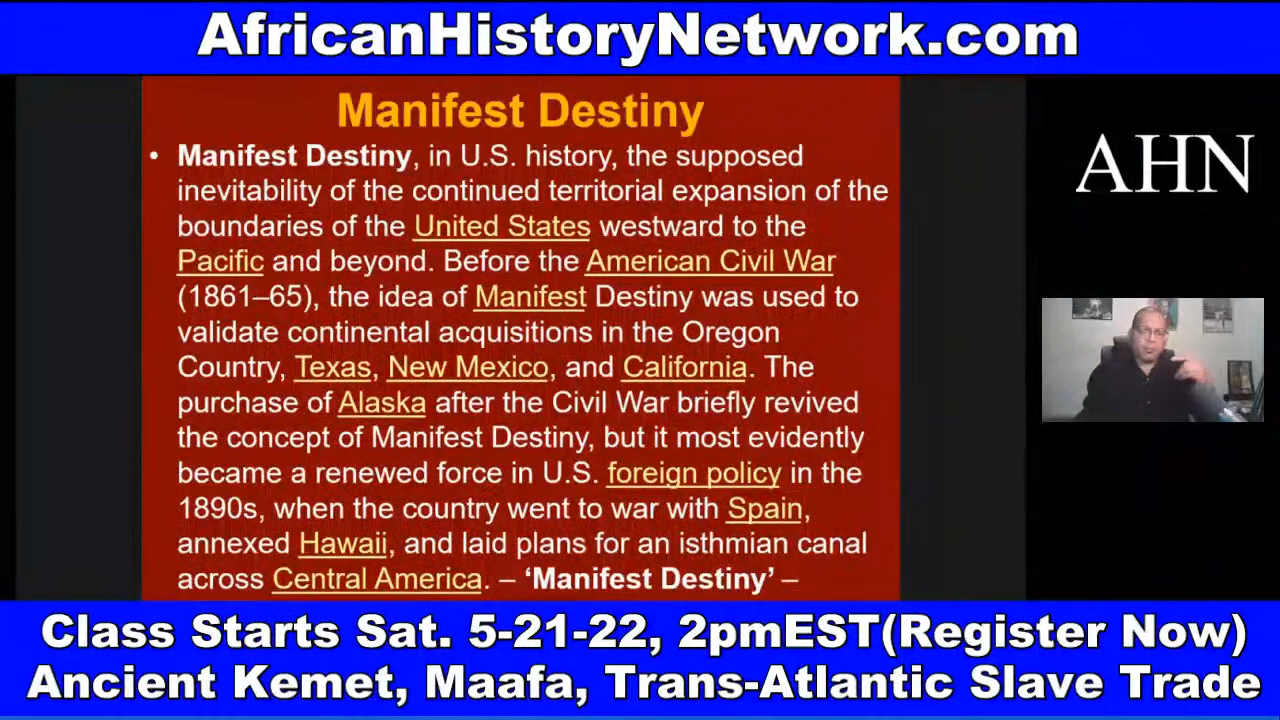 AfricanHistoryNetwork.com
Manifest Destiny
• Manifest Destiny, in U.S. history, the supposed
inevitability of the continued territorial expansion of the
boundaries of the United States westward to the
Pacific and beyond. Before the American Civil War
(1861–65), the idea of Manifest Destiny was used to
validate continental acquisitions in the Oregon
Country, Texas, New Mexico, and California. The
purchase of Alaska after the Civil War briefly revived
the concept of Manifest Destiny, but it most evidently
became a renewed force in U.S. foreign policy in the
1890s, when the country went to war with Spain,
annexed Hawaii, and laid plans for an isthmian canal
across Central America. – ‘Manifest Destiny’ –
AHN
Class Starts Sat. 5-21-22, 2pmEST(Register Now)
Ancient Kemet, Maafa, Trans-Atlantic Slave Trade